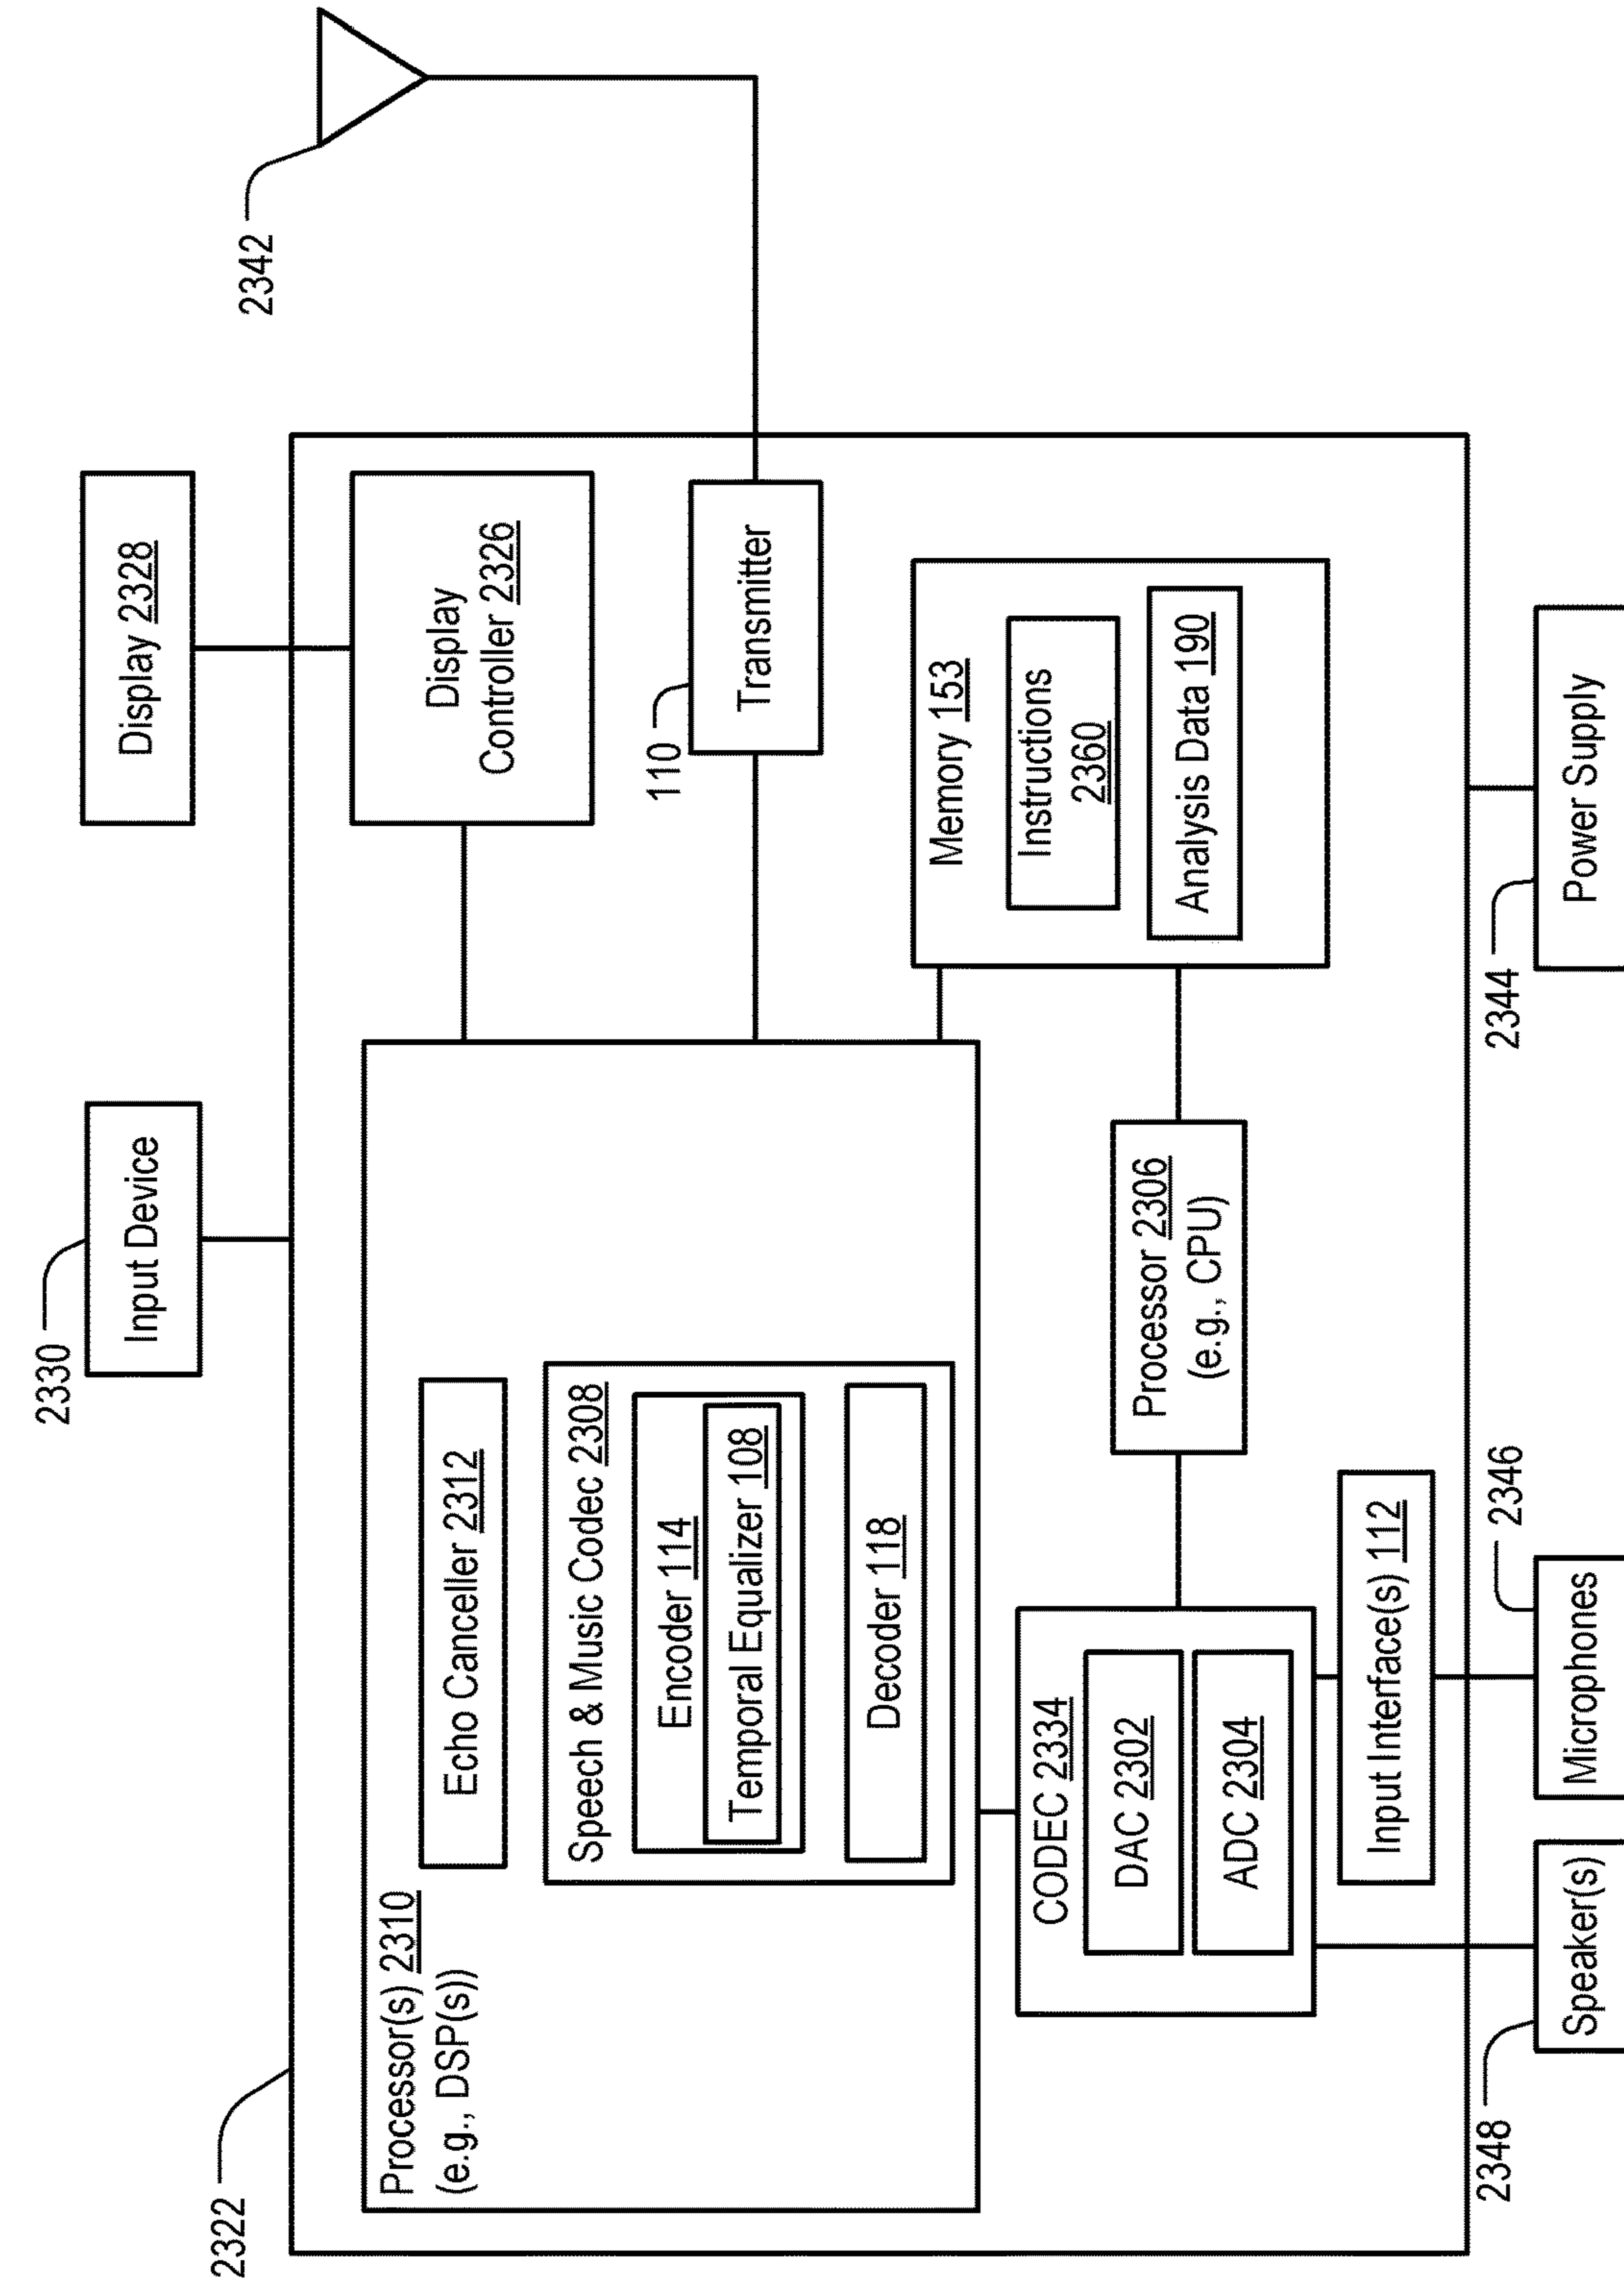 2322
2330
Input Device
Display 2328
2342
Processor(s) 2310
(e.g., DSP(s))
Echo Canceller 2312
Speech & Music Codec 2308
Encoder 114
Temporal Equalizer 108
Decoder 118
Display
Controller 2326
110
Transmitter
Memory 153
Instructions
2360
Analysis Data 190
CODEC 2334
DAC 2302
ADC 2304
Processor 2306
(e.g., CPU)
Input Interface(s) 112
2348
Speaker(s)
2346
Microphones
2344
Power Supply